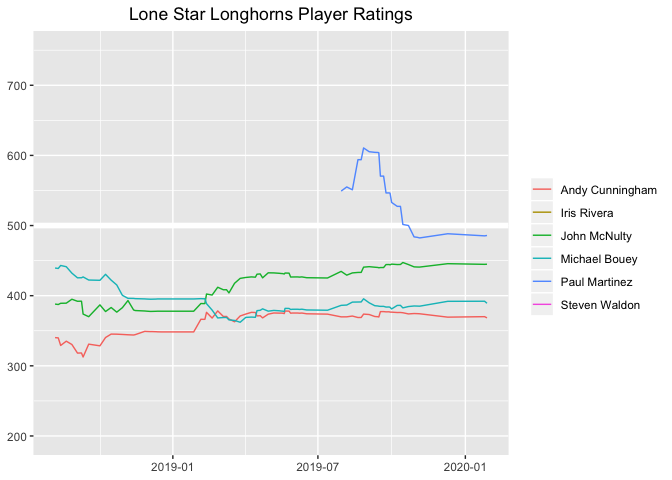 Lone Star Longhorns Player Ratings
700
600
500
400
300
200
2019-01
2019-07
2020-01
Andy Cunningham
Iris Rivera
John McNulty
Michael Bouey
Paul Martinez
Steven Waldon